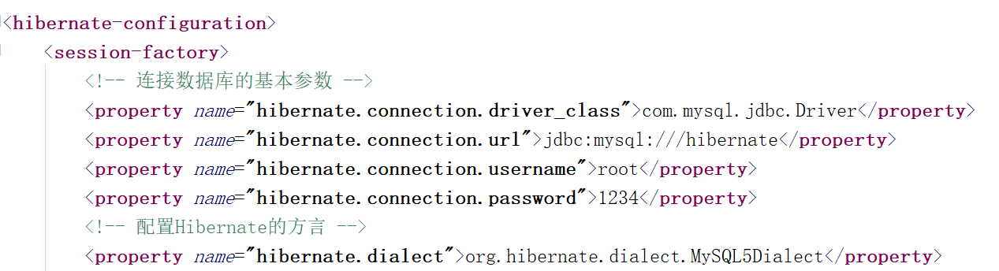 <hibernate-configuration>
<session-factory>
<!-- 连接数据库的基本参数 -->
<property name="hibernate.connection.driver_class">com.mysql.jdbc.Driver</property>
<property name="hibernate.connection.url">jdbc:mysql:///hibernate</property>
<property name="hibernate.connection.username">root</property>
<property name="hibernate.connection.password">1234</property>
<!-- 配置Hibernate的方言 -->
<property name="hibernate.dialect">org.hibernate.dialect.MySQL5Dialect</property>